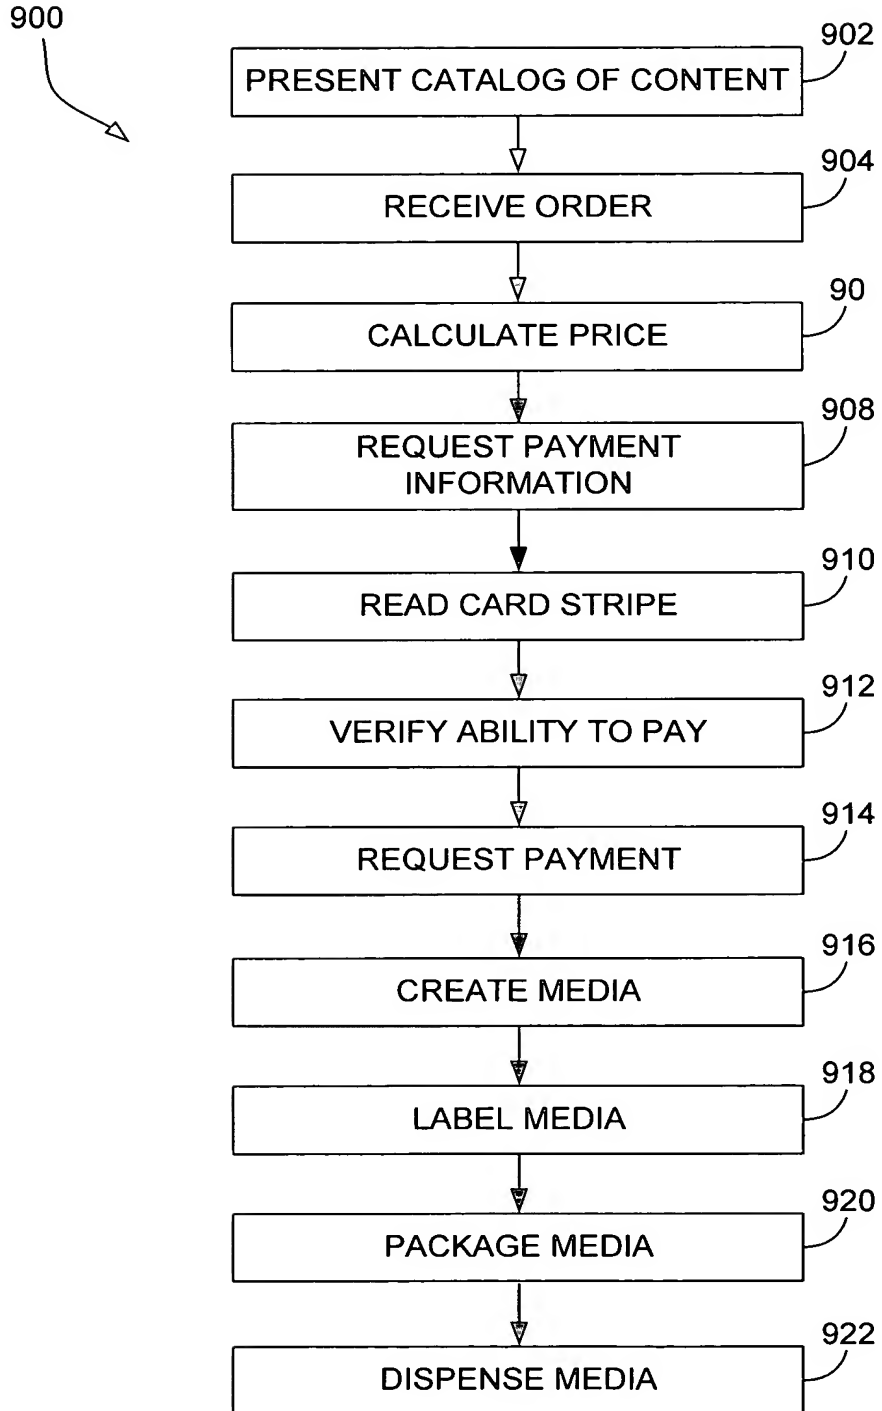 900
902
PRESENT CATALOG OF CONTENT
904
RECEIVE ORDER
90
CALCULATE PRICE
908
REQUEST PAYMENT
INFORMATION
910
READ CARD STRIPE
912
VERIFY ABILITY TO PAY
914
REQUEST PAYMENT
916
CREATE MEDIA
918
LABEL MEDIA
920
PACKAGE MEDIA
922
DISPENSE MEDIA